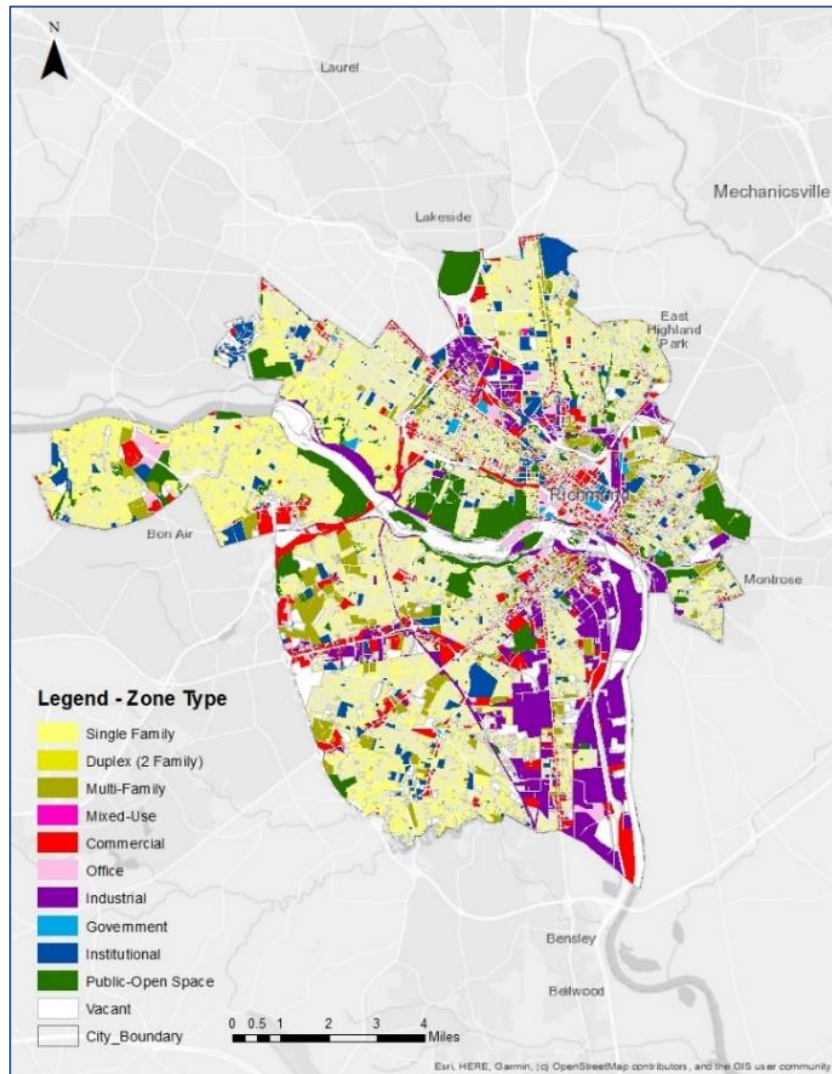 N
Laurel
Mechanicsville
Lakeside
East
Highland
Park
Richmond
Bon Air
Montrose
Legend - Zone Type
Single Family
Duplex (2 Family)
Multi-Family
Mixed-Use
Commercial
Office
Industrial
Government
Institutional
Public-Open Space
Vacant
City_Boundary
Bensley
Bellwood
0 0.5 1 2 3 4
Miles
Esri, HERE, Garmin, (c) OpenStreetMap contributors, and the GIS user community